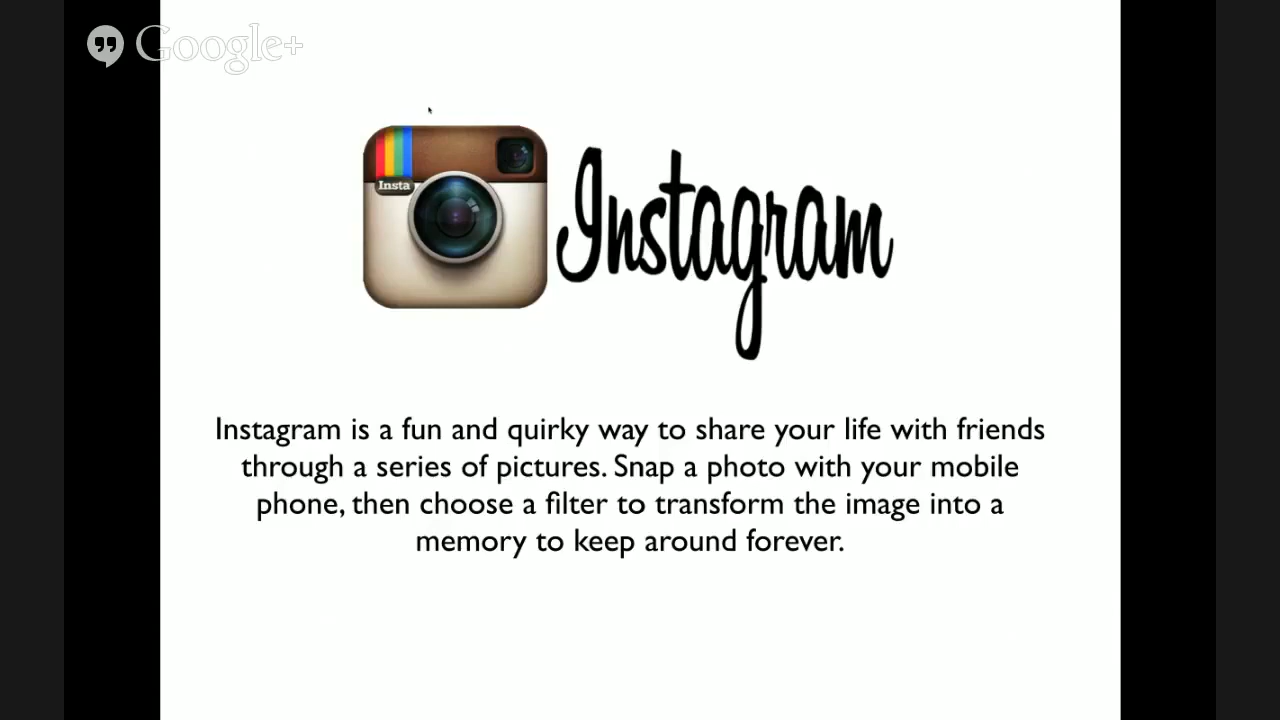 Google+
Insta
Instagram
Instagram is a fun and quirky way to share your life with friends
through a series of pictures. Snap a photo with your mobile
phone, then choose a filter to transform the image into a
memory to keep around forever.